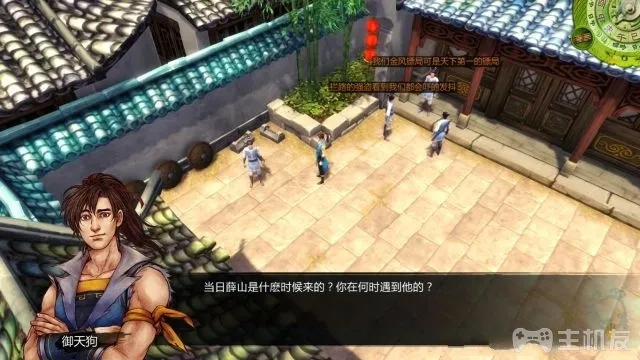 我们金风镖局可是天下第一的镖局
拦路的强盗看到我们都会吓的发抖
当日薛山是什麽时候来的?你在何时遇到他的?
御天狗
主机友